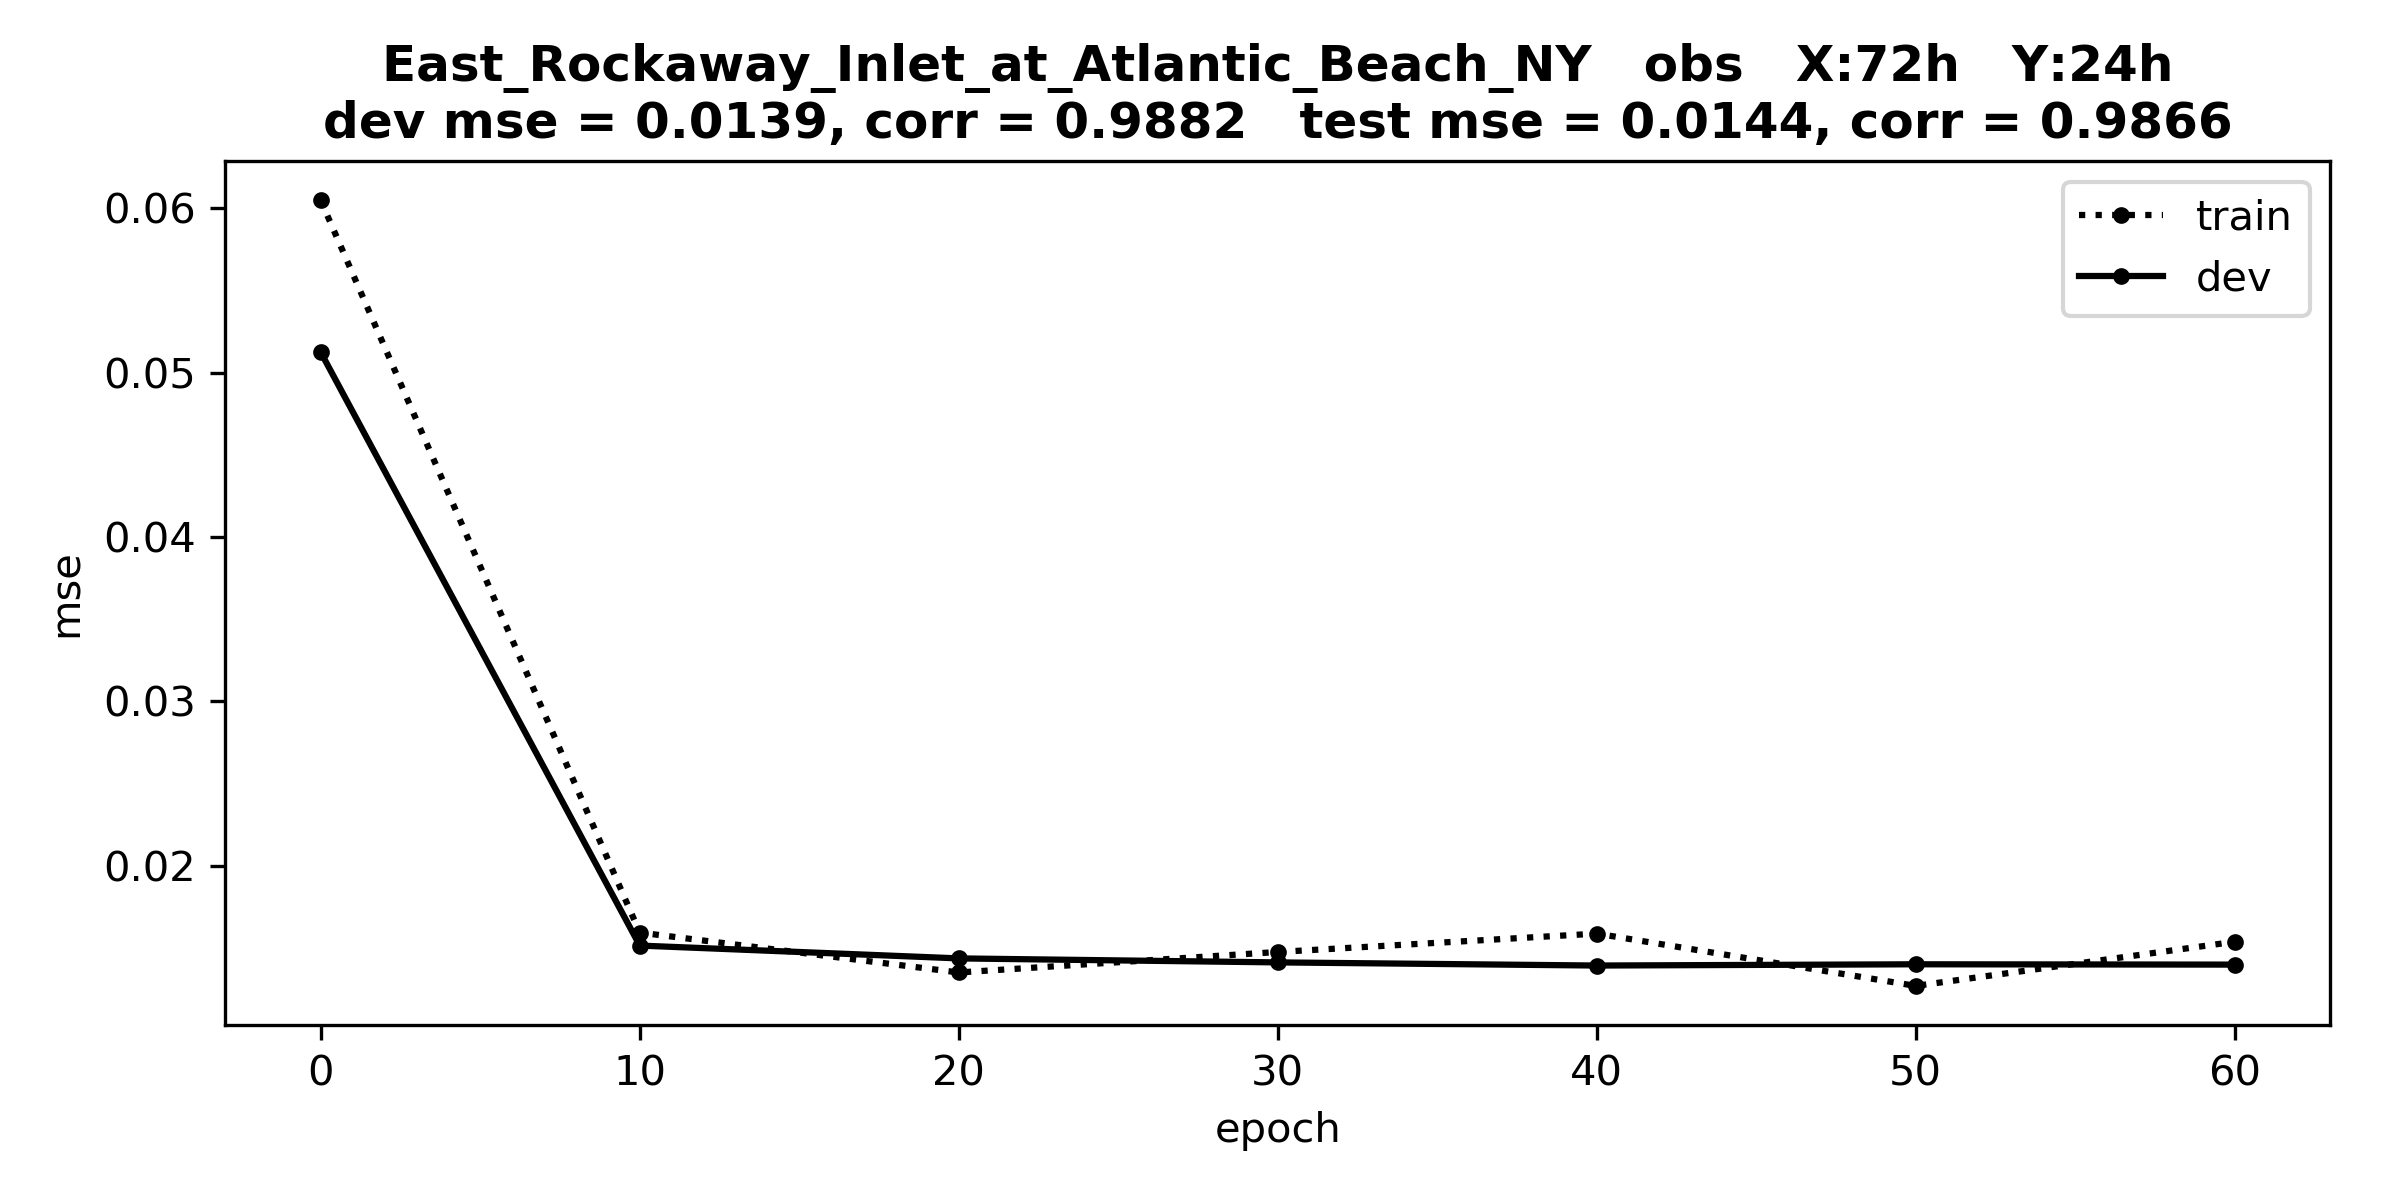 East_Rockaway_Inlet_at_Atlantic_Beach_NY obs X:72h Y:24h
dev mse = 0.0139, corr = 0.9882 test mse = 0.0144, corr = 0.9866
train
dev
0.06
0.05
0.04
0.03
0.02
mse
0 10 20 30 40 50 60
epoch